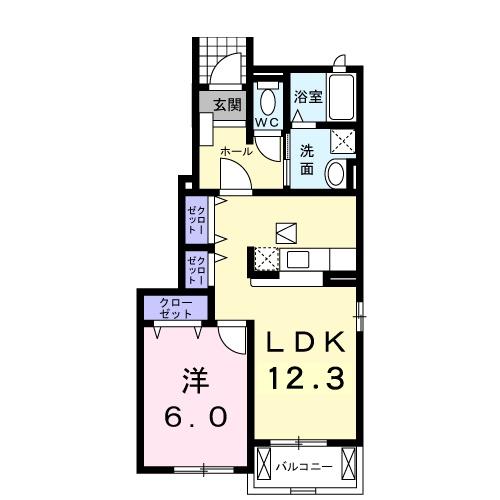 玄関
WC
浴室
洗面
ホール
クローゼット
クローゼット
クローゼット
LDK
12.3
洋
6.0
バルコニー